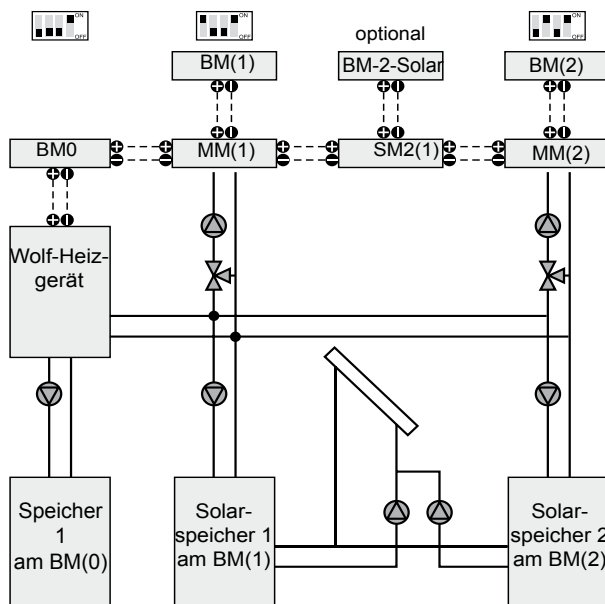 ON
OFF
ON
OFF
ON
OFF
optional
BM(1)
BM-2-Solar
BM(2)
BM0
MM(1)
SM2(1)
MM(2)
Wolf-Heiz-
gerät
Speicher
1
am BM(0)
Solar-
speicher 1
am BM(1)
Solar-
speicher 2
am BM(2)